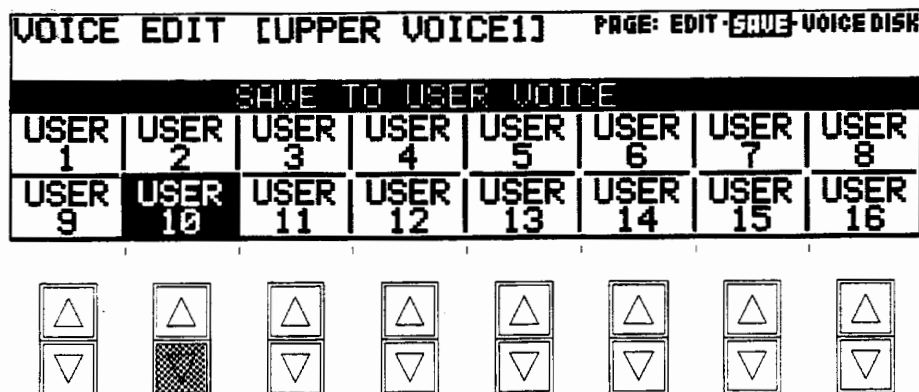 VOICE EDIT [UPPER VOICE1] PAGE: EDIT·SAVE·VOICE DISK
SAVE TO USER VOICE
USER USER USER USER USER USER USER USER
1 2 3 4 5 6 7 8
USER USER USER USER USER USER USER USER
9 10 11 12 13 14 15 16